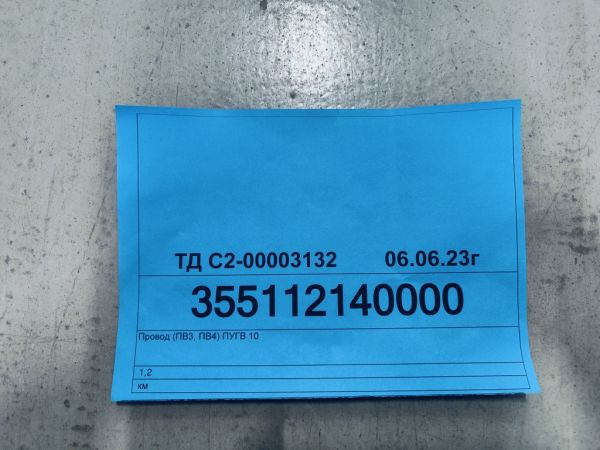 ТД С2-00003132 06.06.23г
355112140000
Провод (ПВ3, ПВ4) ПУГВ 10
1,2
км